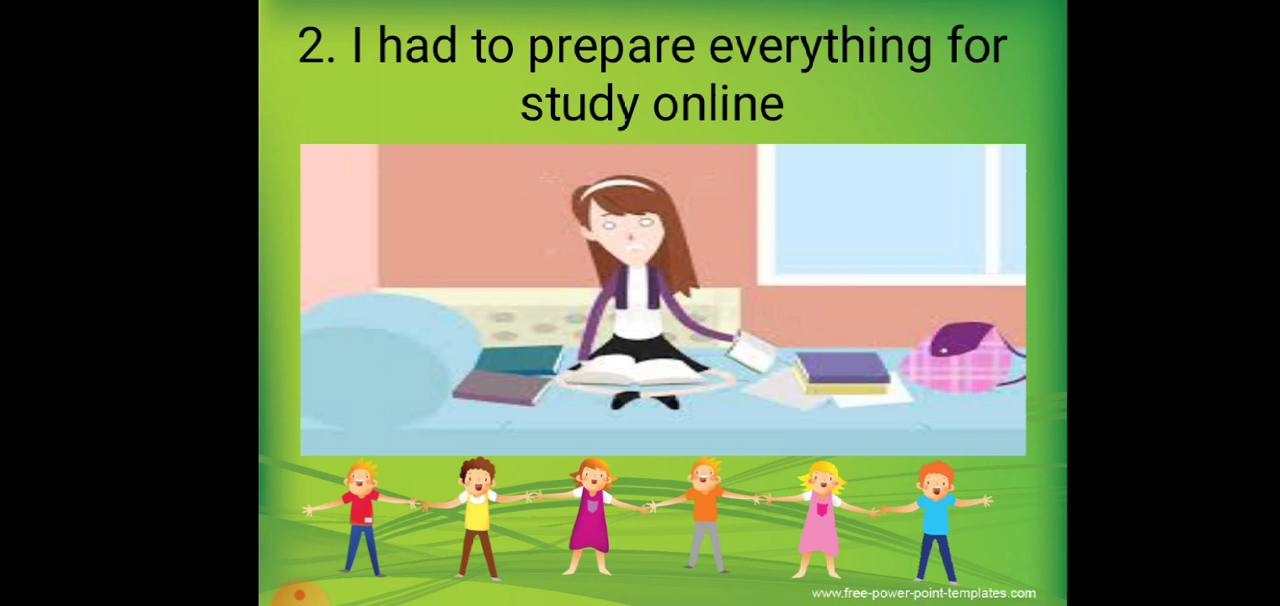 2. I had to prepare everything for
study online
www.free-power-point-templates.com